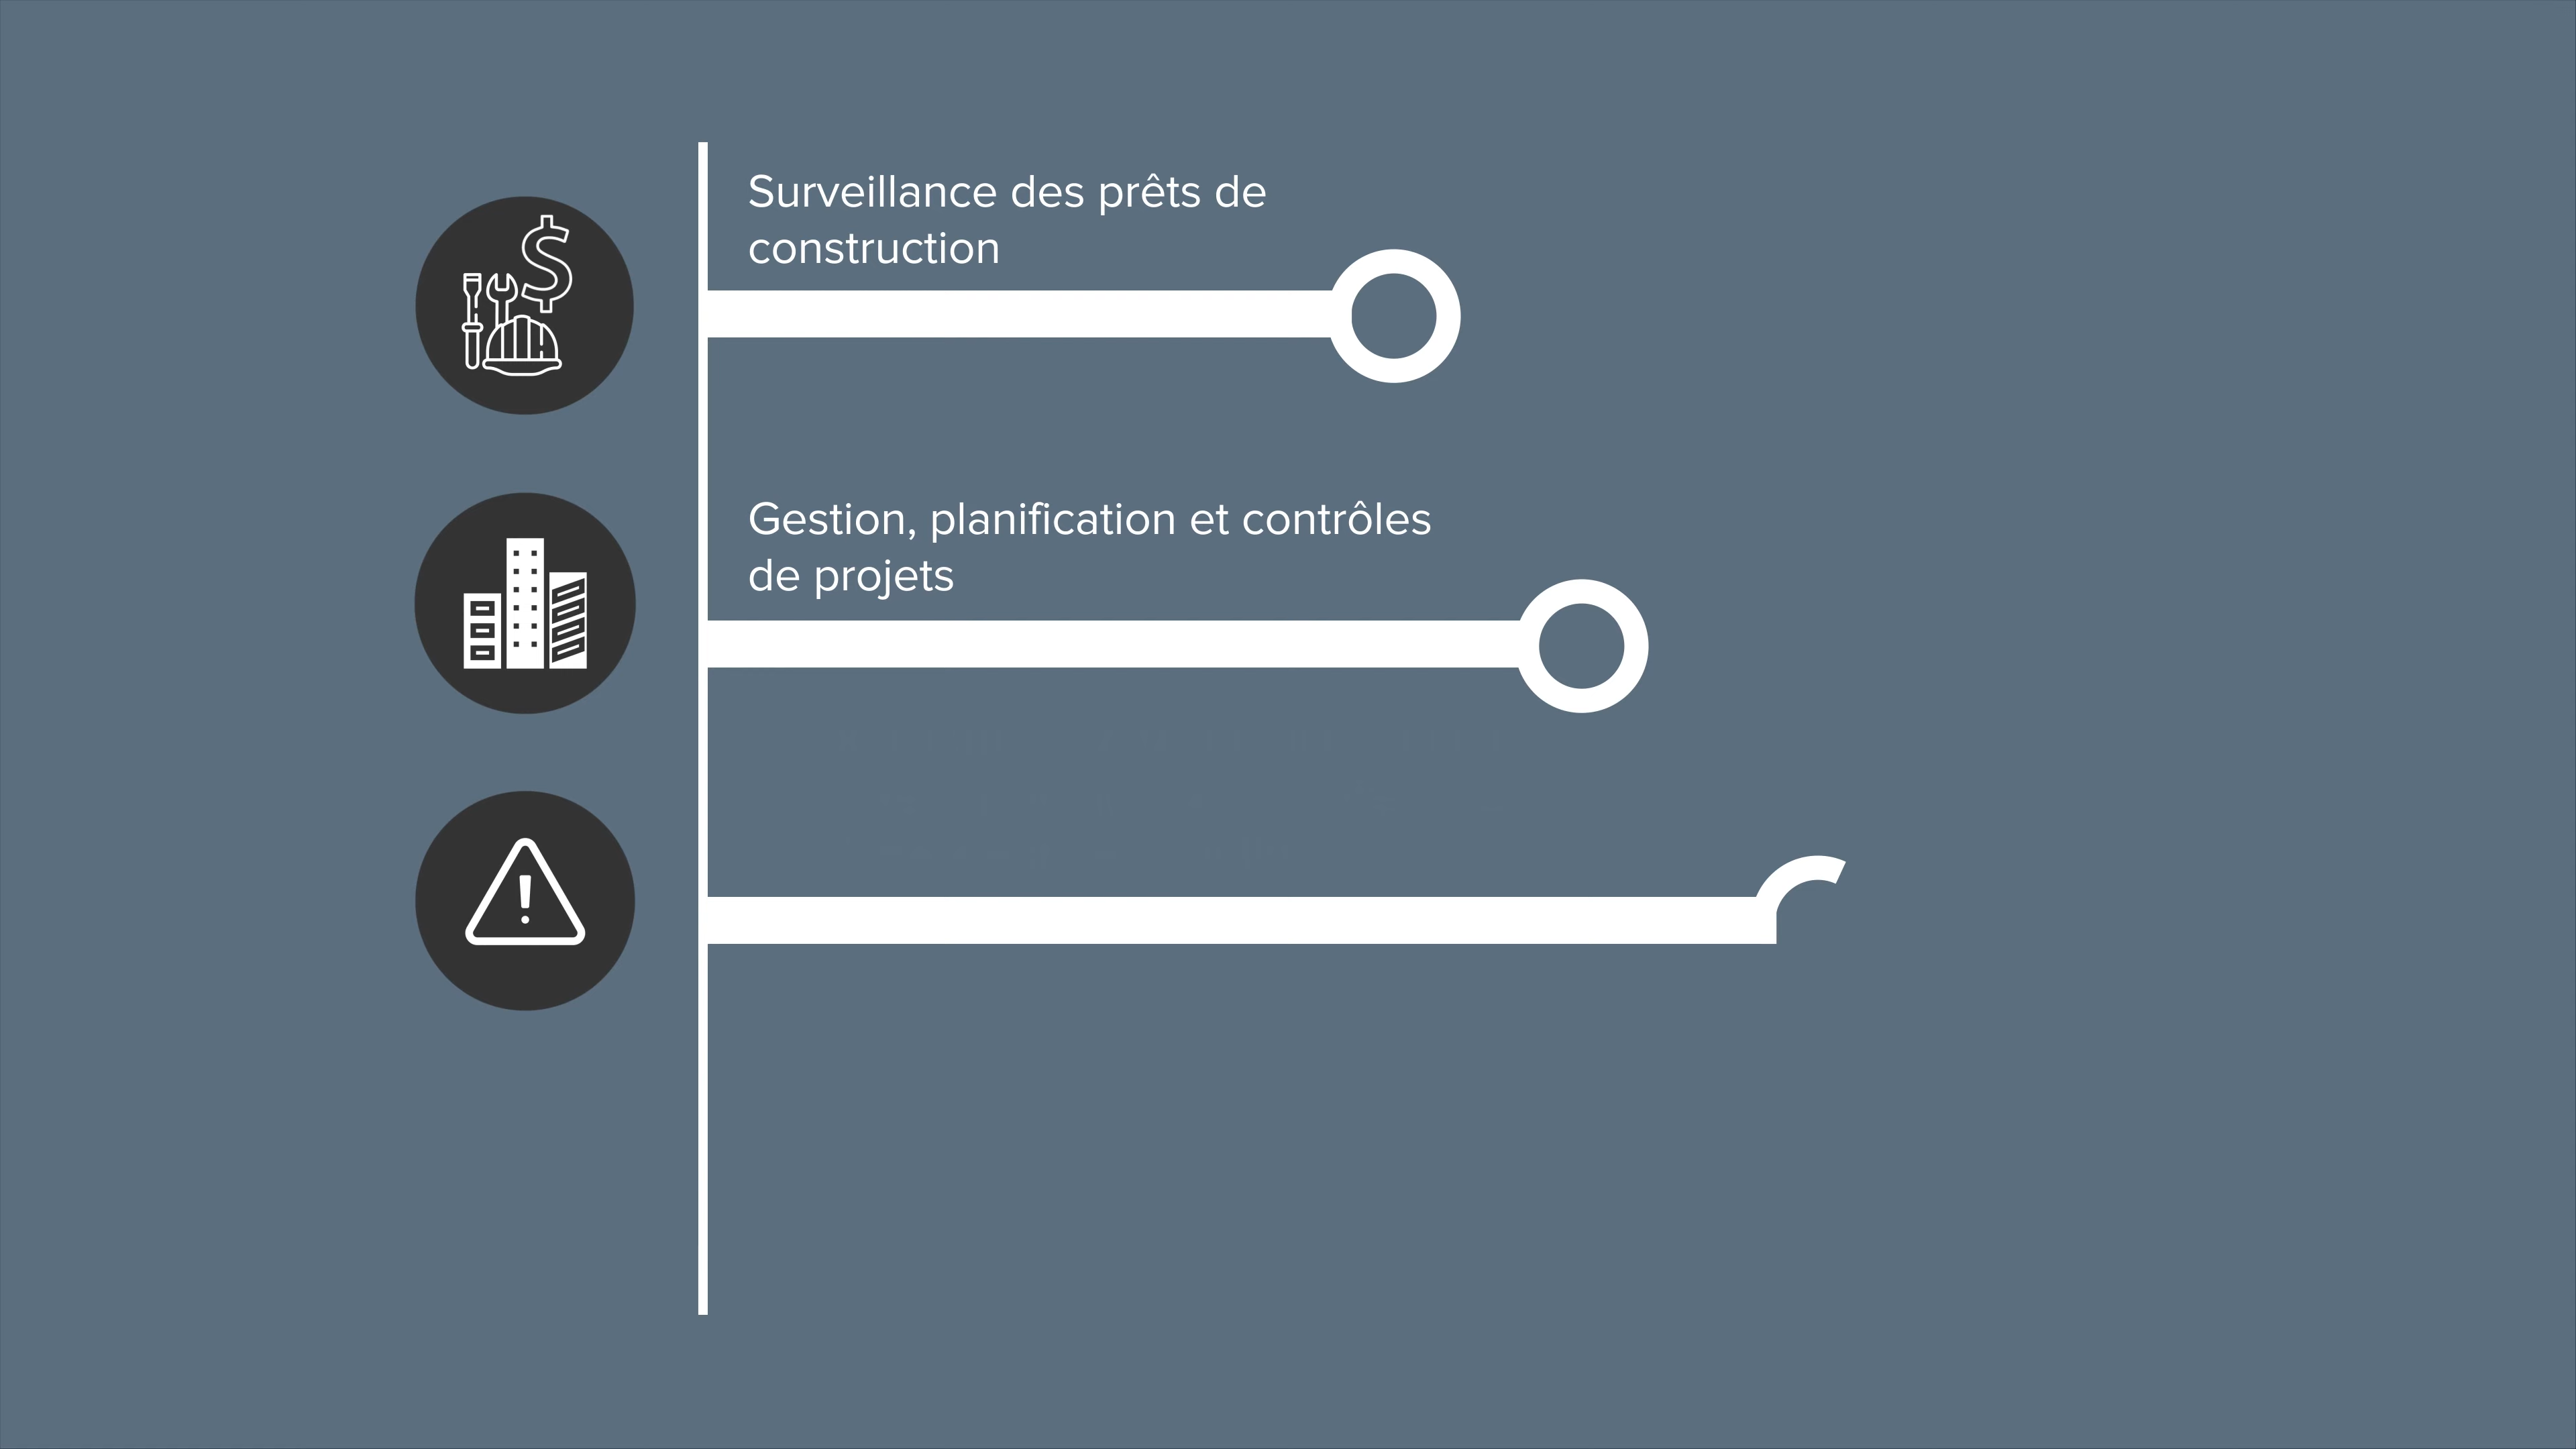 Surveillance des prêts de
construction
Gestion, planification et contrôles
de projets